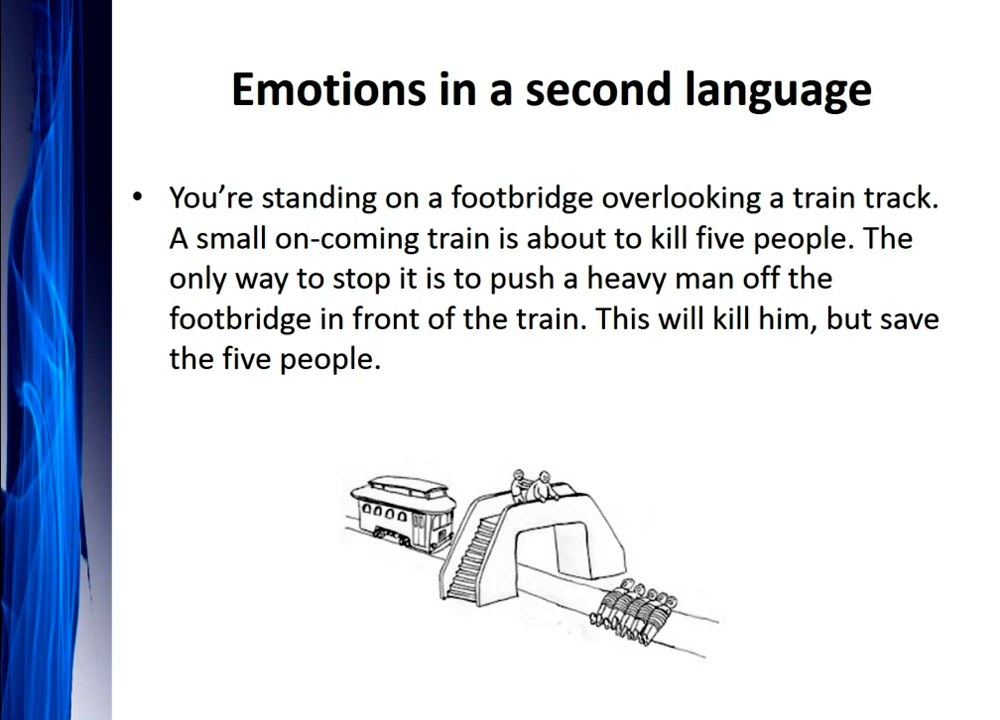 Emotions in a second language
• You’re standing on a footbridge overlooking a train track.
A small on-coming train is about to kill five people. The
only way to stop it is to push a heavy man off the
footbridge in front of the train. This will kill him, but save
the five people.